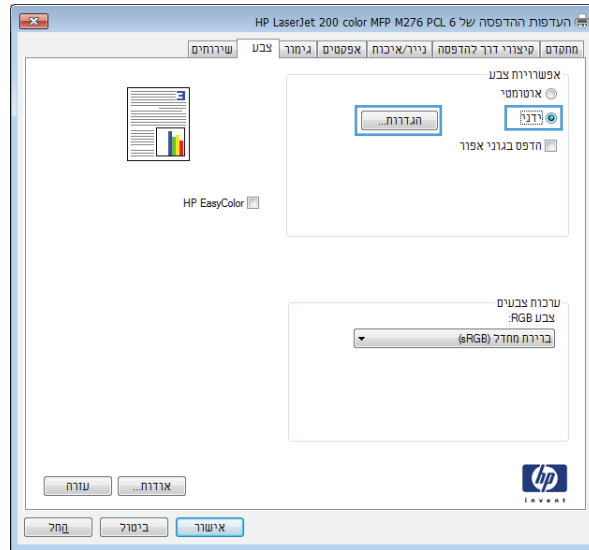 העדפות ההדפסה של HP LaserJet 200 color MFP M276 PCL 6
מתקדם קיצורי דרך להדפסה נייר/איכות אפקטים גימור צבע שירותים
אפשרויות צבע
אוטומטי
ידני
הגדרות...
הדפס בגוני אפור
HP EasyColor
ערכות צבעים
צבע RGB:
ברירת מחדל (sRGB)
אודות... עזרה
hp
invent
אישור ביטול החל